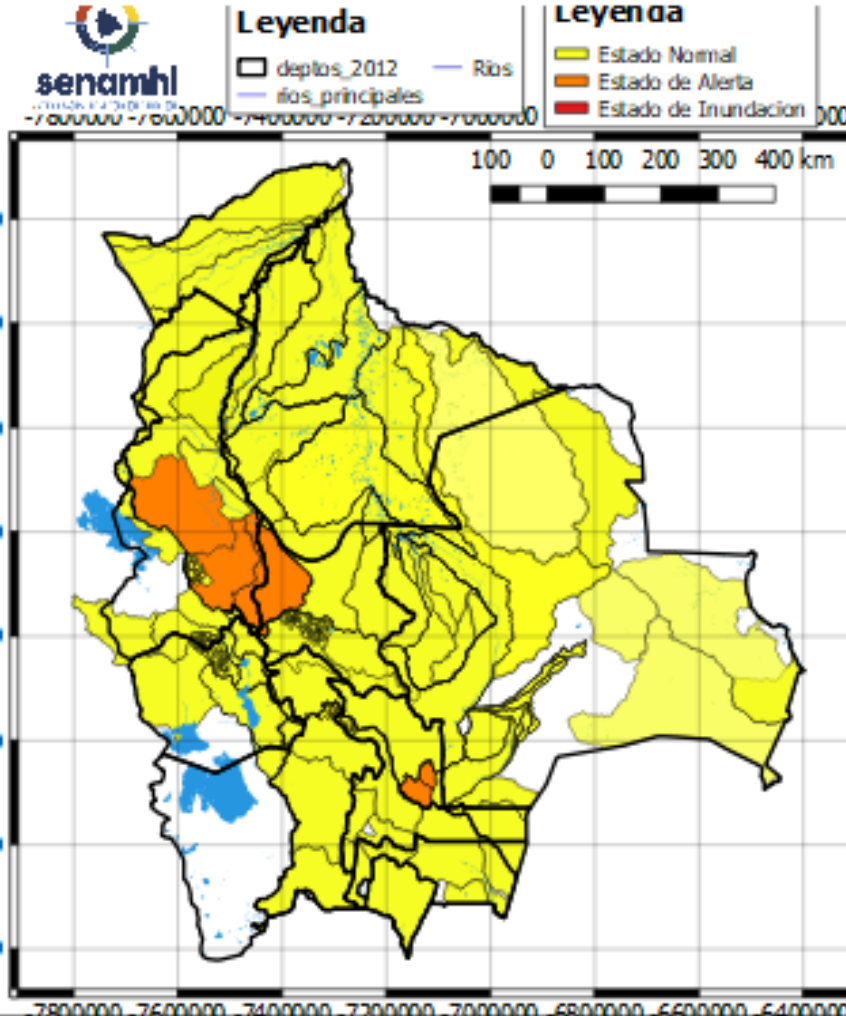 senamhi
Leyenda
deptos_2012
Rios
rios_principales
Leyenda
Estado Normal
Estado de Alerta
Estado de Inundacion
-7800000 -7600000 -7400000 -7200000 -7000000
100 0 100 200 300 400 km
-7800000 -7600000 -7400000 -7200000 -7000000 -6800000 -6600000 -6400000